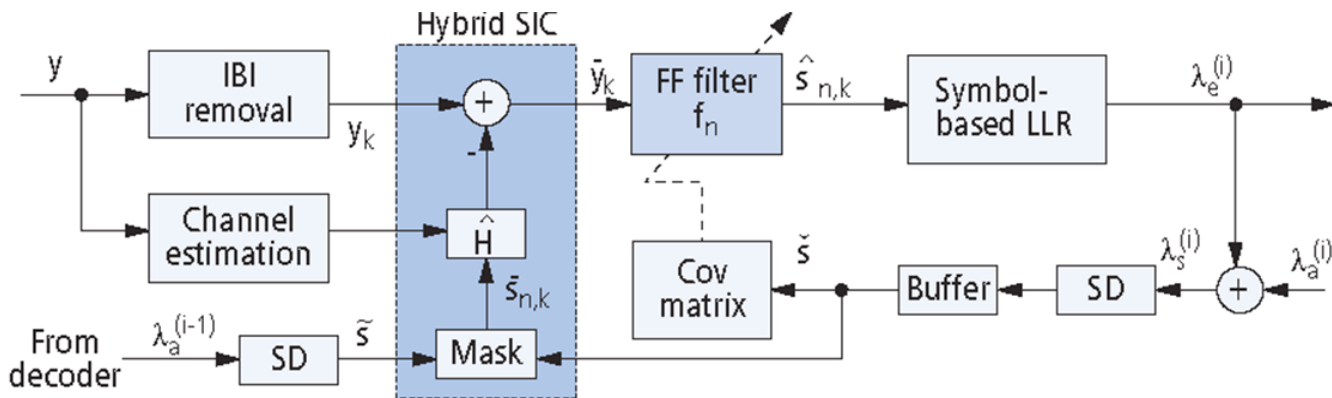 Hybrid SIC
y
IBI
removal
y_k
+
-
ȳ_k
FF filter
f_n
ŝ_n,k
Symbol-
based LLR
λ_e^(i)
Channel
estimation
Ĥ
s̄_n,k
Cov
matrix
š
Buffer
SD
λ_s^(i)
+
λ_a^(i)
From
decoder
λ_a^(i-1)
SD
s̃
Mask